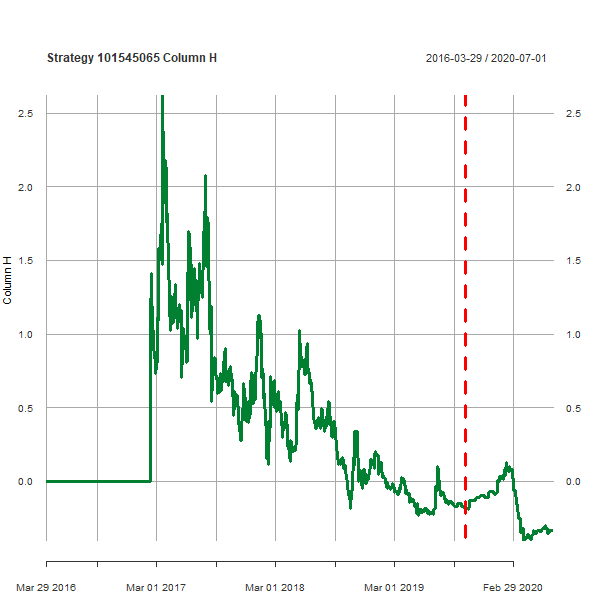 Strategy 101545065 Column H
2016-03-29 / 2020-07-01
2.5
2.5
2.0
2.0
1.5
1.5
1.0
1.0
0.5
0.5
0.0
0.0
Column H
Mar 29 2016
Mar 01 2017
Mar 01 2018
Mar 01 2019
Feb 29 2020